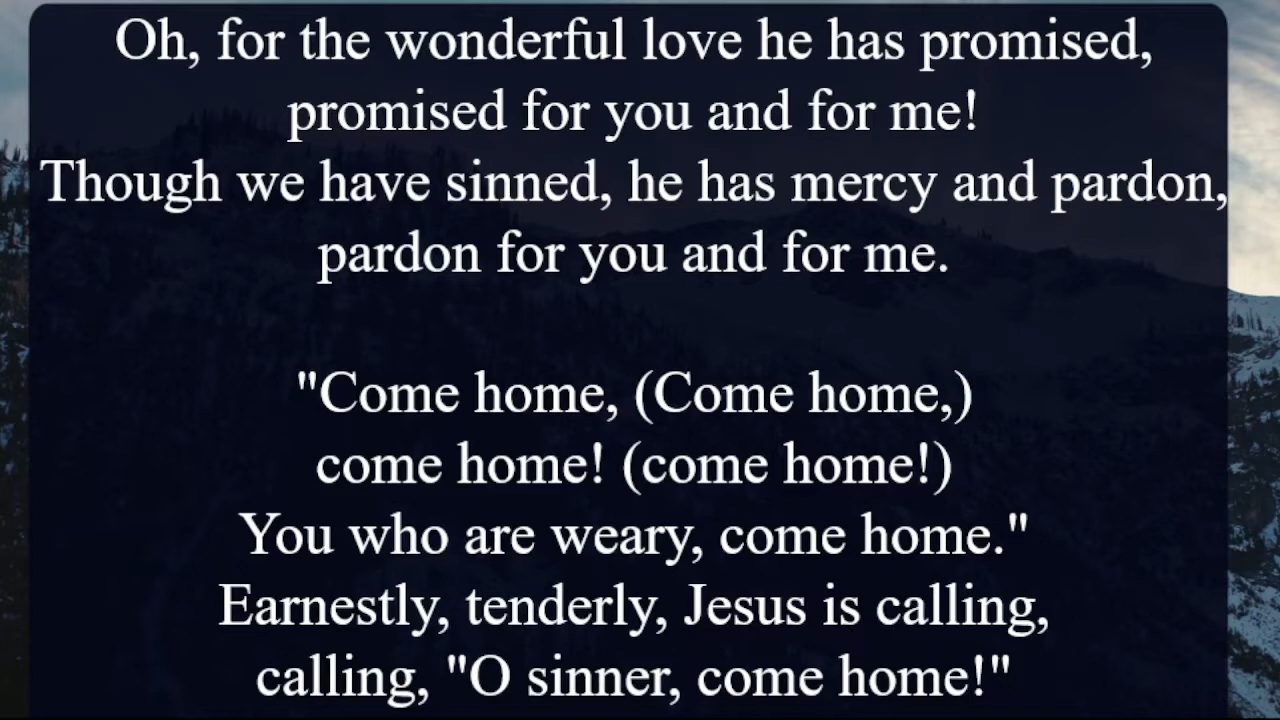 Oh, for the wonderful love he has promised,
promised for you and for me!
Though we have sinned, he has mercy and pardon,
pardon for you and for me.
"Come home, (Come home,)
come home! (come home!)
You who are weary, come home."
Earnestly, tenderly, Jesus is calling,
calling, "O sinner, come home!"